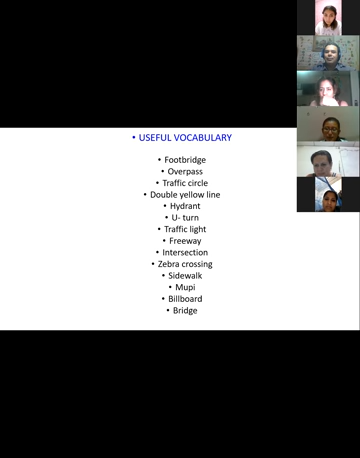 • USEFUL VOCABULARY
• Footbridge
• Overpass
• Traffic circle
• Double yellow line
• Hydrant
• U- turn
• Traffic light
• Freeway
• Intersection
• Zebra crossing
• Sidewalk
• Mupi
• Billboard
• Bridge